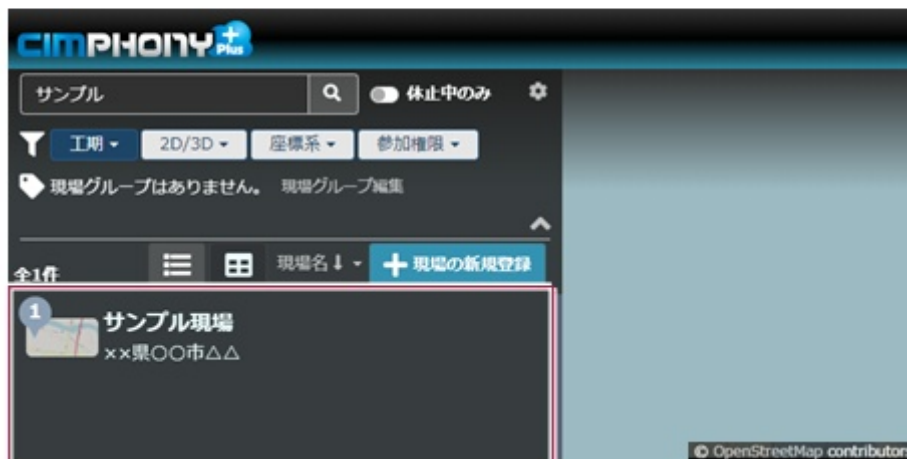 CIMPHONY Plus
サンプル 休止中のみ
工期 2D/3D 座標系 参加権限
現場グループはありません。 現場グループ編集
全1件 現場名↓ +現場の新規登録
1 サンプル現場
××県〇〇市△△
© OpenStreetMap contributors